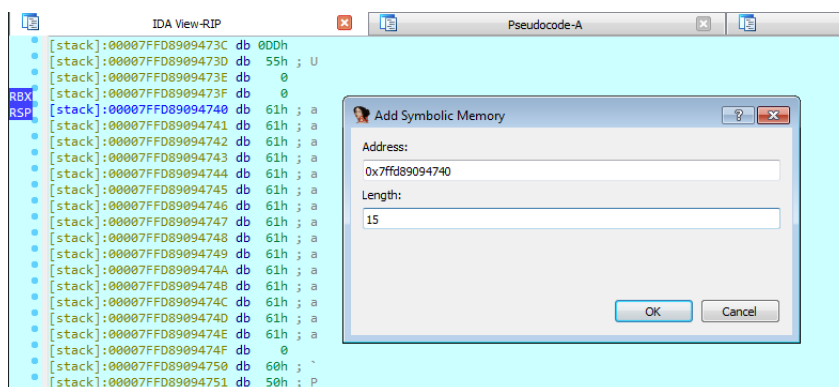 IDA View-RIP
Pseudocode-A
[stack]:00007FFD8909473C db 0DDh
[stack]:00007FFD8909473D db 55h ; U
[stack]:00007FFD8909473E db 0
[stack]:00007FFD8909473F db 0
RBX
RSP
[stack]:00007FFD89094740 db 61h ; a
[stack]:00007FFD89094741 db 61h ; a
[stack]:00007FFD89094742 db 61h ; a
[stack]:00007FFD89094743 db 61h ; a
[stack]:00007FFD89094744 db 61h ; a
[stack]:00007FFD89094745 db 61h ; a
[stack]:00007FFD89094746 db 61h ; a
[stack]:00007FFD89094747 db 61h ; a
[stack]:00007FFD89094748 db 61h ; a
[stack]:00007FFD89094749 db 61h ; a
[stack]:00007FFD8909474A db 61h ; a
[stack]:00007FFD8909474B db 61h ; a
[stack]:00007FFD8909474C db 61h ; a
[stack]:00007FFD8909474D db 61h ; a
[stack]:00007FFD8909474E db 61h ; a
[stack]:00007FFD8909474F db 0
[stack]:00007FFD89094750 db 60h ; `
[stack]:00007FFD89094751 db 50h ; P
Add Symbolic Memory
Address:
0x7ffd89094740
Length:
15
OK
Cancel